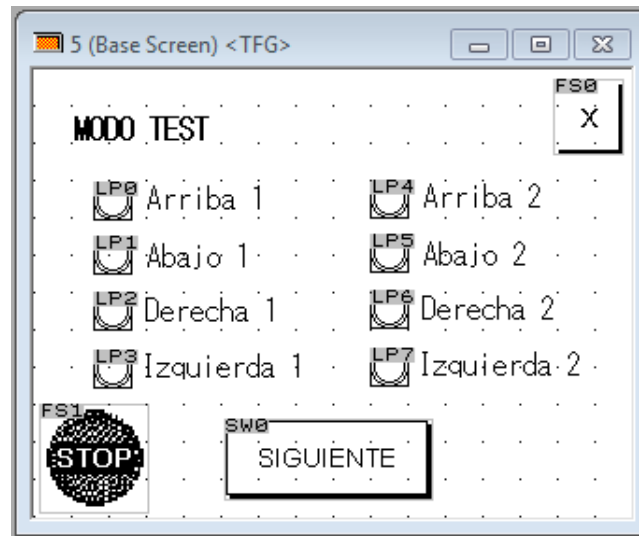 5 (Base Screen) <TFG>
FS0
X
MODO TEST
LP0 Arriba 1 LP4 Arriba 2
LP1 Abajo 1 LP5 Abajo 2
LP2 Derecha 1 LP6 Derecha 2
LP3 Izquierda 1 LP7 Izquierda 2
FS1
STOP
SW0
SIGUIENTE